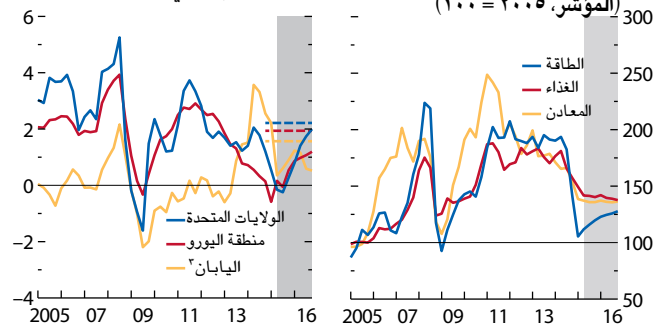 (المؤشر، ٢٠٠٥ = ١٠٠)
6
4
2
0
–2
–4
الولايات المتحدة
منطقة اليورو
اليابان٣
2005 07 09 11 13 16
300
250
200
150
100
50
الطاقة
الغذاء
المعادن
2005 07 09 11 13 16